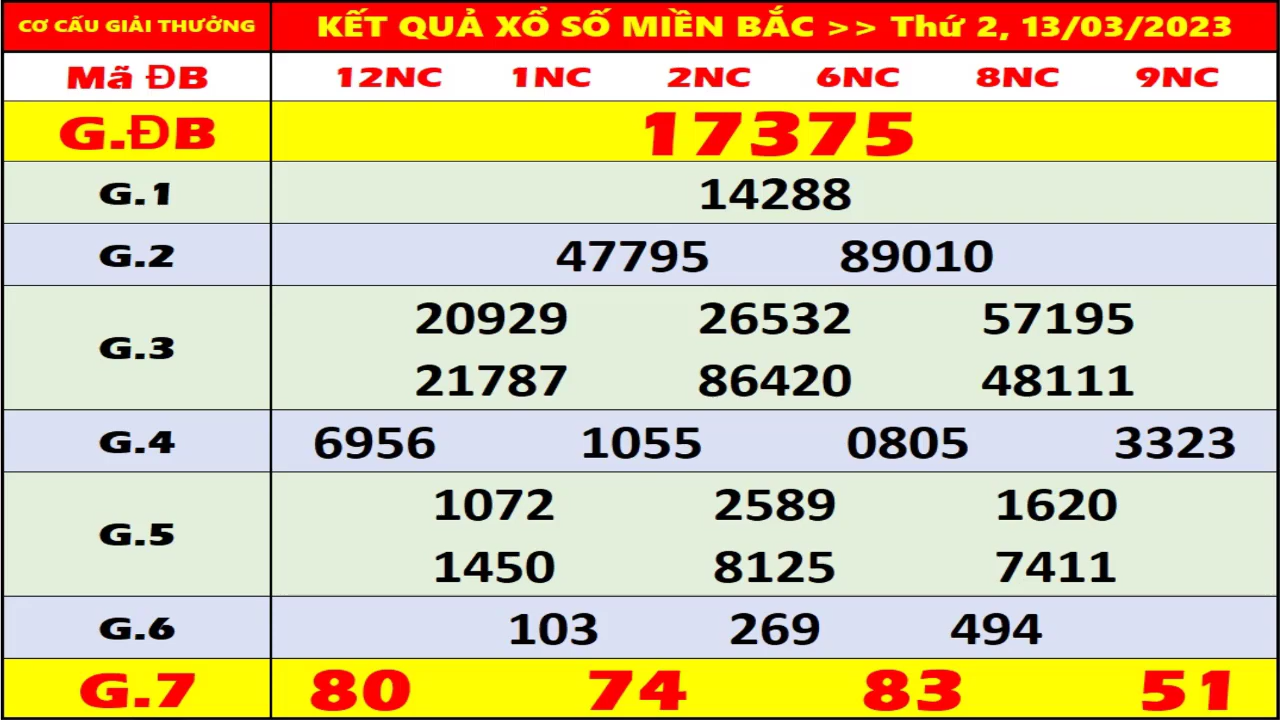 CƠ CẤU GIẢI THƯỞNG KẾT QUẢ XỔ SỐ MIỀN BẮC >> Thứ 2, 13/03/2023
Mã ĐB 12NC 1NC 2NC 6NC 8NC 9NC
G.ĐB 17375
G.1 14288
G.2 47795 89010
G.3
20929 26532 57195
21787 86420 48111
G.4 6956 1055 0805 3323
G.5
1072 2589 1620
1450 8125 7411
G.6 103 269 494
G.7 80 74 83 51